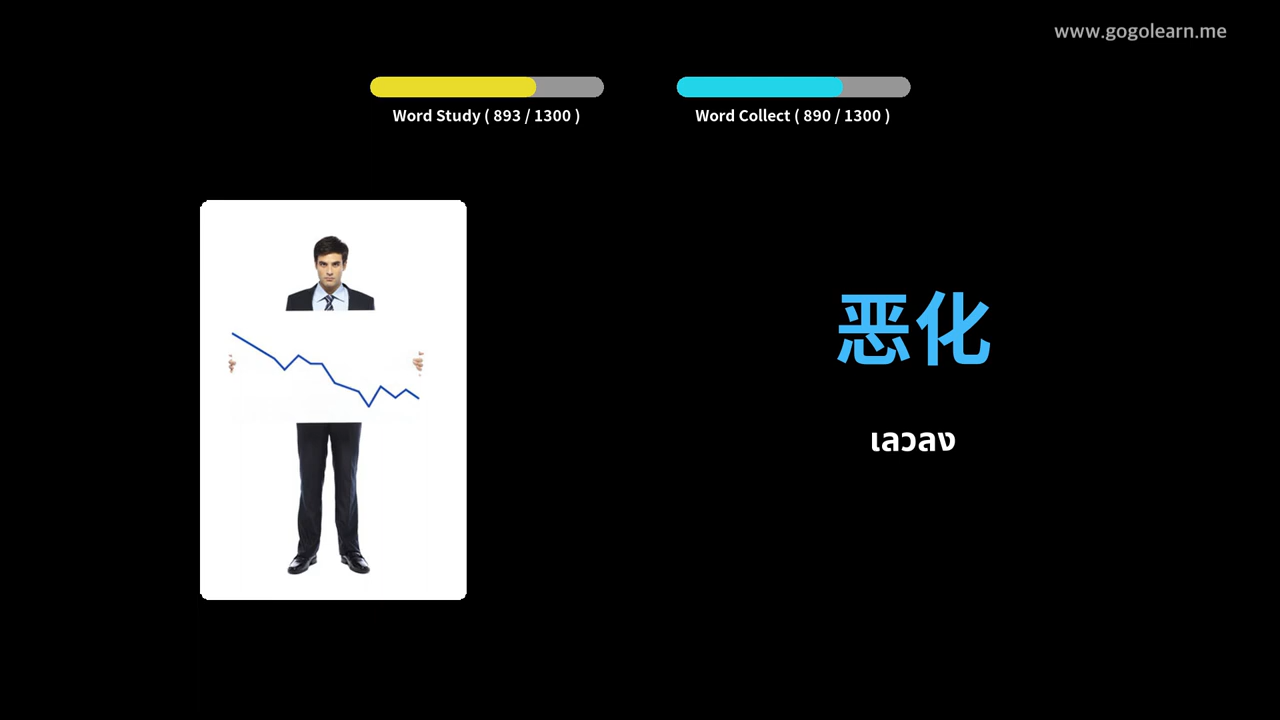 www.gogolearn.me
Word Study ( 893 / 1300 )
Word Collect ( 890 / 1300 )
恶化
เลวลง